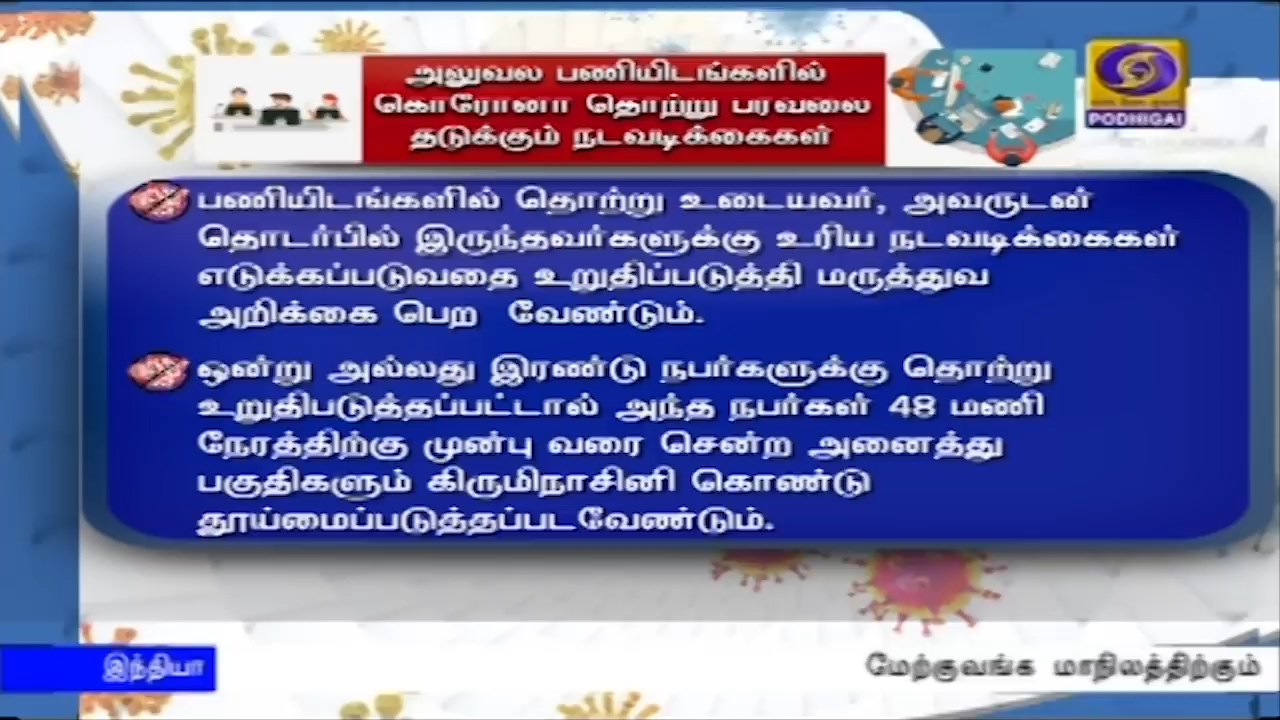 அலுவல பணியிடங்களில்
கொரோனா தொற்று பரவலை
தடுக்கும் நடவடிக்கைகள்
PODHIGAI
பணியிடங்களில் தொற்று உடையவர், அவருடன்
தொடர்பில் இருந்தவர்களுக்கு உரிய நடவடிக்கைகள்
எடுக்கப்படுவதை உறுதிப்படுத்தி மருத்துவ
அறிக்கை பெற வேண்டும்.
ஒன்று அல்லது இரண்டு நபர்களுக்கு தொற்று
உறுதிபடுத்தப்பட்டால் அந்த நபர்கள் 48 மணி
நேரத்திற்கு முன்பு வரை சென்ற அனைத்து
பகுதிகளும் கிருமிநாசினி கொண்டு
தூய்மைப்படுத்தப்படவேண்டும்.
இந்தியா
மேற்குவங்க மாநிலத்திற்கும்